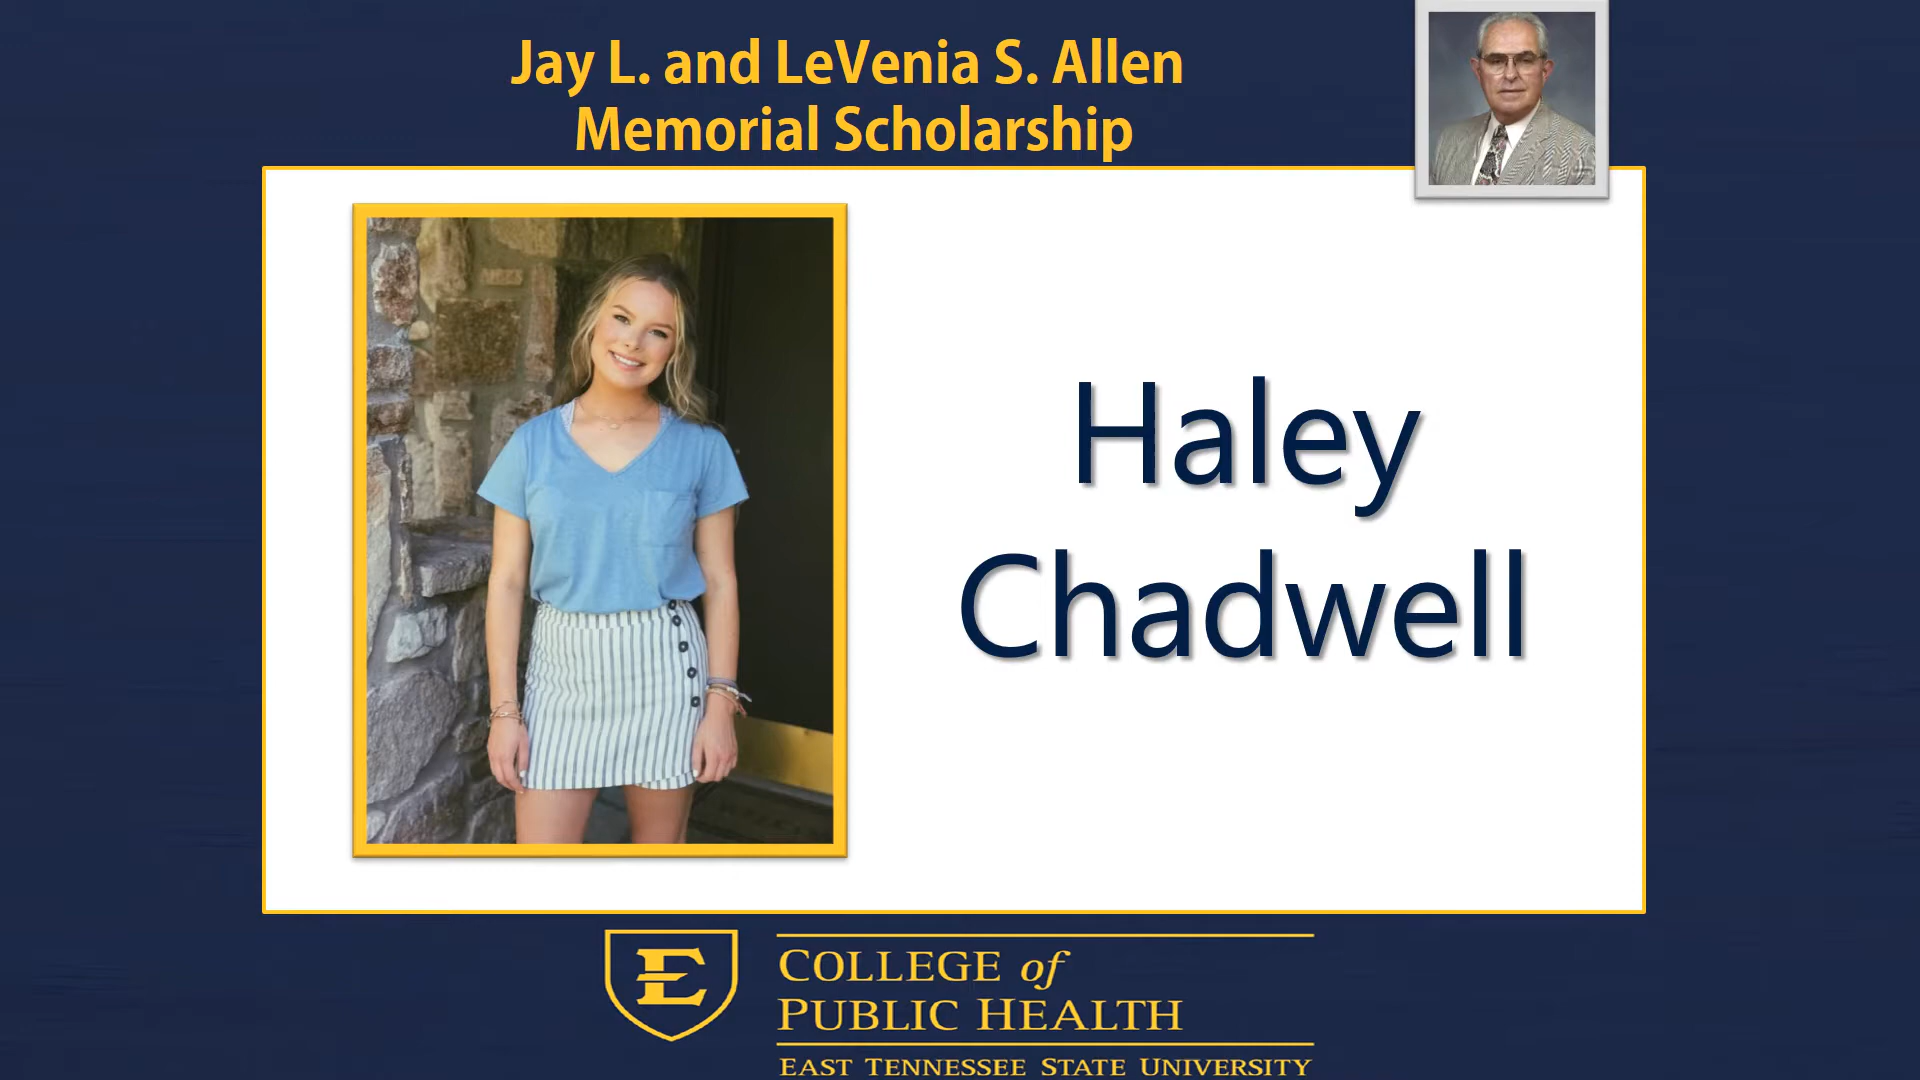 Jay L. and LeVenia S. Allen
Memorial Scholarship
Haley
Chadwell
E
COLLEGE of
PUBLIC HEALTH
EAST TENNESSEE STATE UNIVERSITY